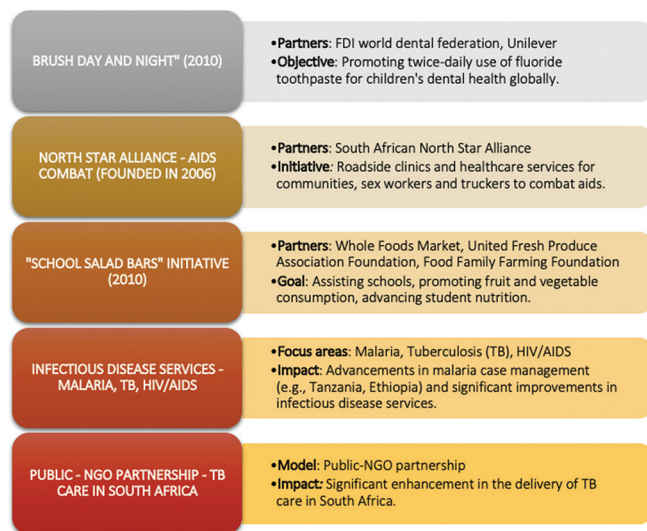 BRUSH DAY AND NIGHT" (2010)
•Partners: FDI world dental federation, Unilever
•Objective: Promoting twice-daily use of fluoride
toothpaste for children's dental health globally.
NORTH STAR ALLIANCE - AIDS
COMBAT (FOUNDED IN 2006)
•Partners: South African North Star Alliance
•Initiative: Roadside clinics and healthcare services for
communities, sex workers and truckers to combat aids.
"SCHOOL SALAD BARS" INITIATIVE
(2010)
•Partners: Whole Foods Market, United Fresh Produce
Association Foundation, Food Family Farming Foundation
•Goal: Assisting schools, promoting fruit and vegetable
consumption, advancing student nutrition.
INFECTIOUS DISEASE SERVICES -
MALARIA, TB, HIV/AIDS
•Focus areas: Malaria, Tuberculosis (TB), HIV/AIDS
•Impact: Advancements in malaria case management
(e.g., Tanzania, Ethiopia) and significant improvements in
infectious disease services.
PUBLIC - NGO PARTNERSHIP - TB
CARE IN SOUTH AFRICA
•Model: Public-NGO partnership
•Impact: Significant enhancement in the delivery of TB
care in South Africa.